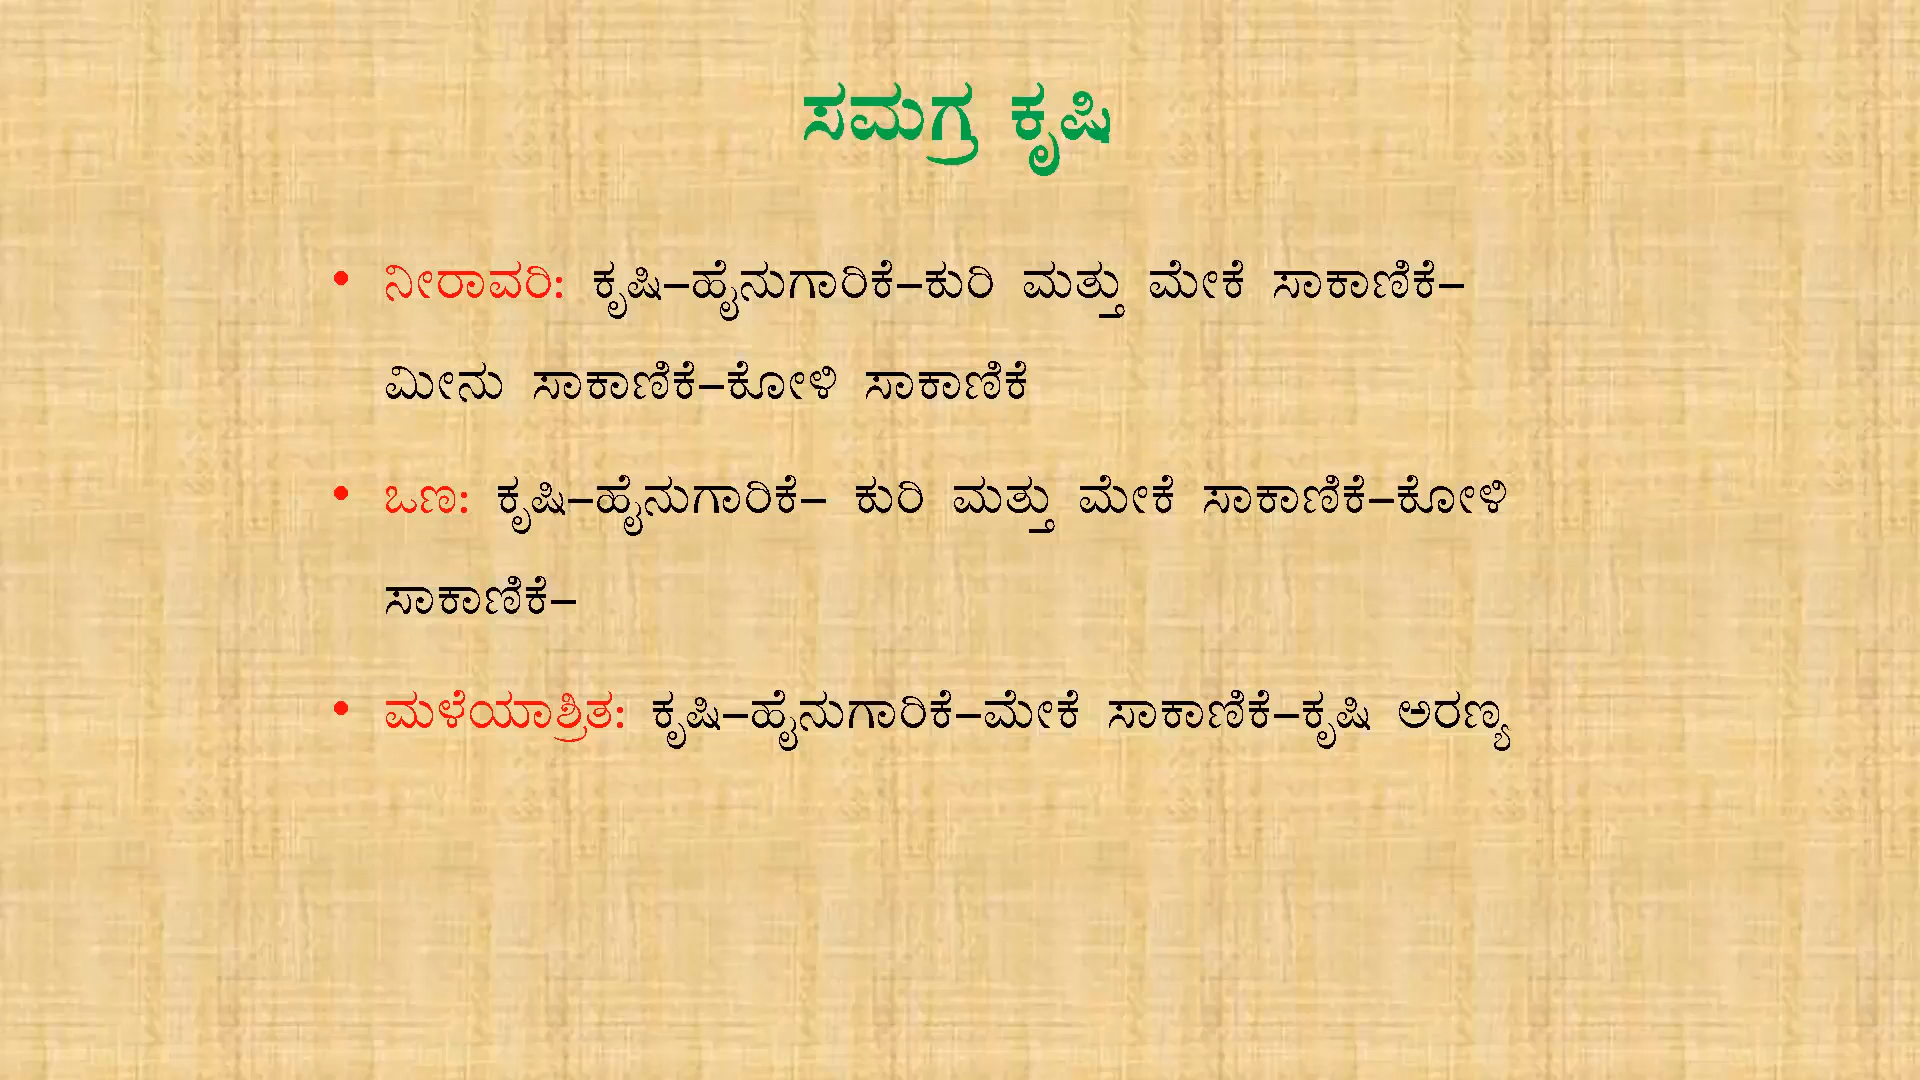 ಸಮಗ್ರ ಕೃಷಿ
• ನೀರಾವರಿ: ಕೃಷಿ–ಹೈನುಗಾರಿಕೆ–ಕುರಿ ಮತ್ತು ಮೇಕೆ ಸಾಕಾಣಿಕೆ–
ಮೀನು ಸಾಕಾಣಿಕೆ–ಕೋಳಿ ಸಾಕಾಣಿಕೆ
• ಒಣ: ಕೃಷಿ–ಹೈನುಗಾರಿಕೆ– ಕುರಿ ಮತ್ತು ಮೇಕೆ ಸಾಕಾಣಿಕೆ–ಕೋಳಿ
ಸಾಕಾಣಿಕೆ–
• ಮಳೆಯಾಶ್ರಿತ: ಕೃಷಿ–ಹೈನುಗಾರಿಕೆ–ಮೇಕೆ ಸಾಕಾಣಿಕೆ–ಕೃಷಿ ಅರಣ್ಯ